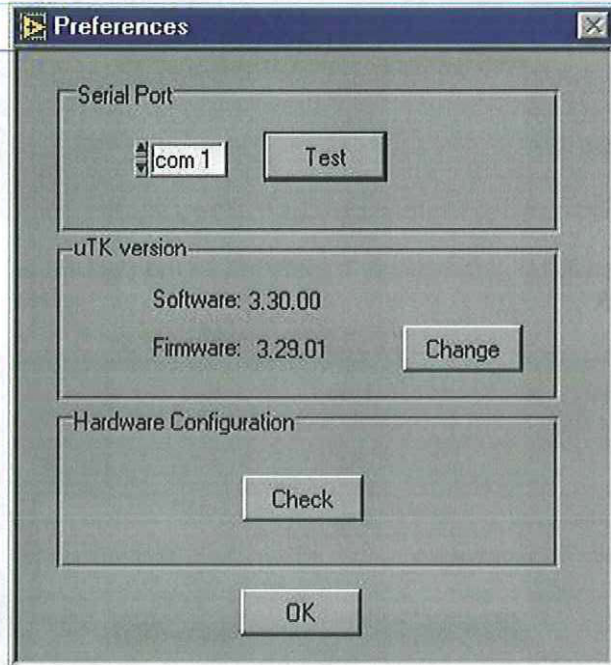 Preferences
Serial Port
com 1 Test
uTK version
Software: 3.30.00
Firmware: 3.29.01 Change
Hardware Configuration
Check
OK